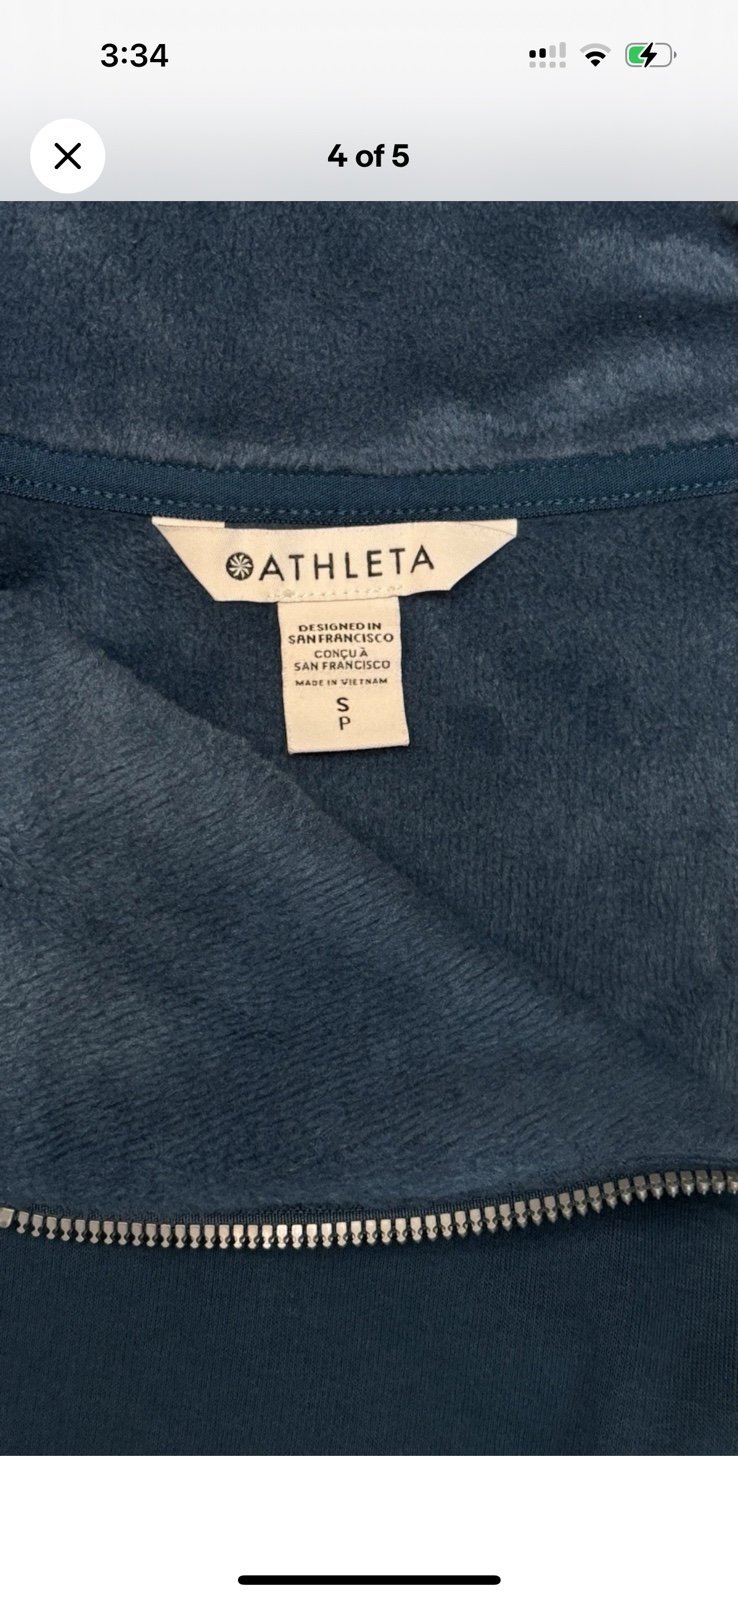 3:34
4 of 5
ATHLETA
DESIGNED IN
SAN FRANCISCO
CONÇU À
SAN FRANCISCO
MADE IN VIETNAM
S
P